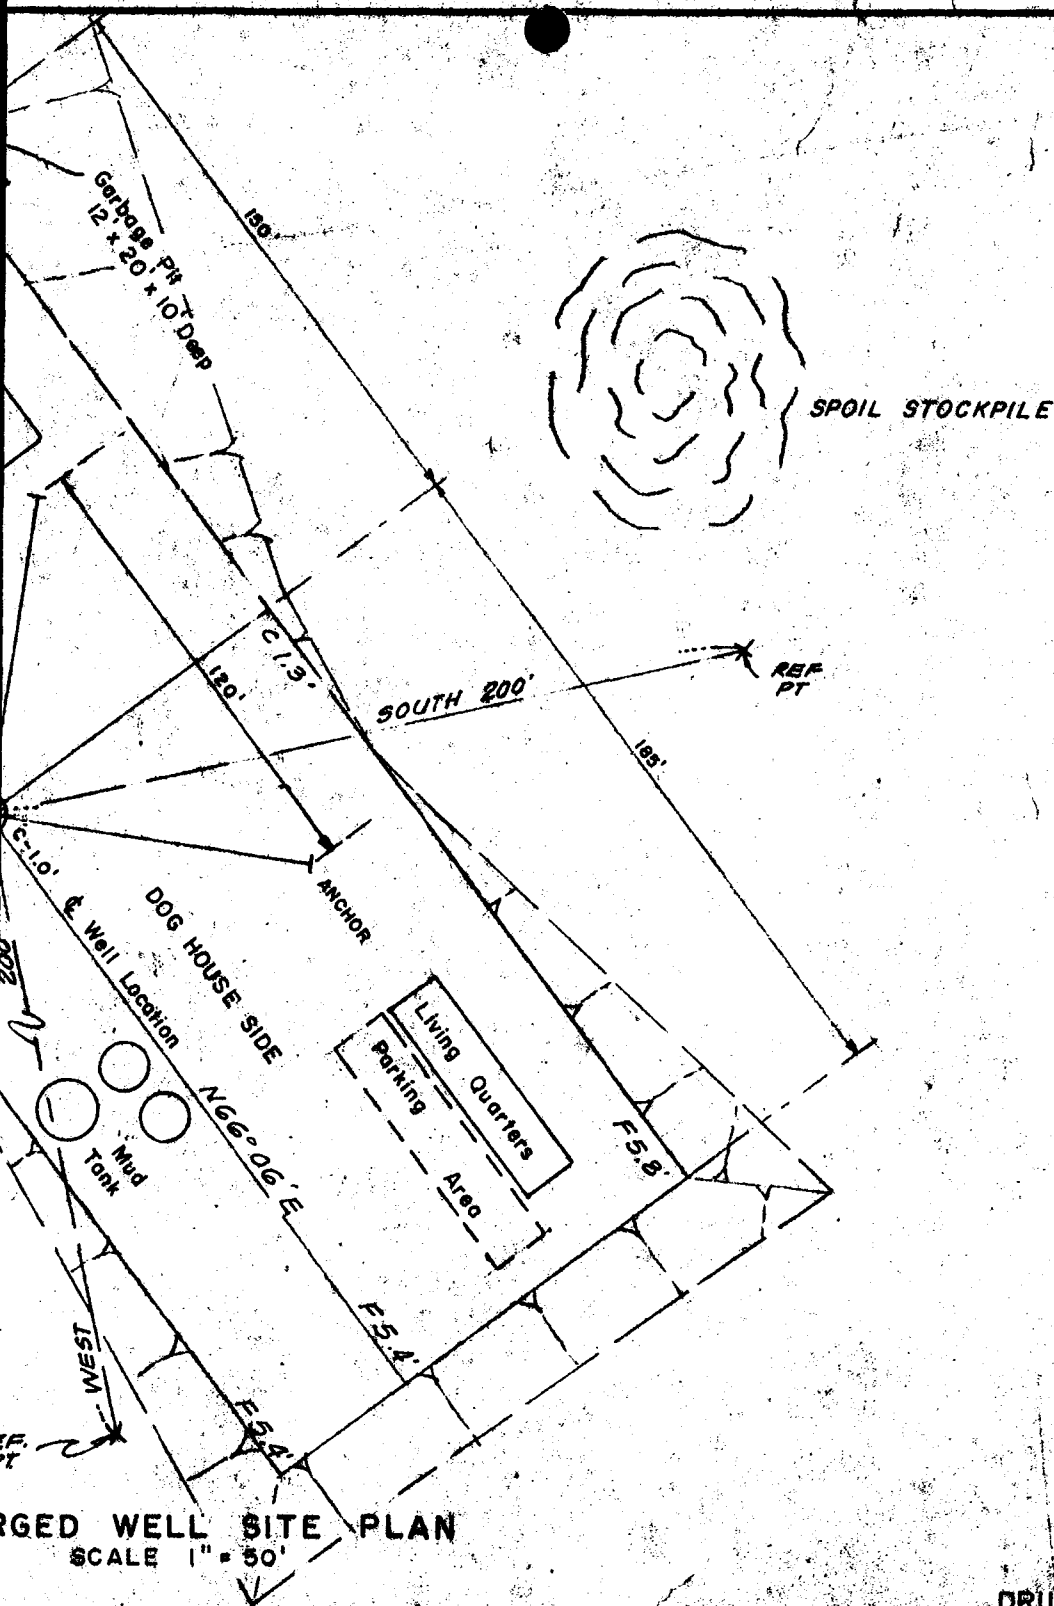 Garbage Pit
12' x 20' x 10' Deep
SPOIL STOCKPILE
C 1.3'
120'
SOUTH 200'
REF
PT
185'
C-1.0'
℄ Well Location
DOG HOUSE SIDE
ANCHOR
200'
Living Quarters
Parking Area
Mud
Tank
N66°06'E
F5.8'
F5.4'
WEST
F5.4'
WELL SITE PLAN
SCALE 1" = 50'